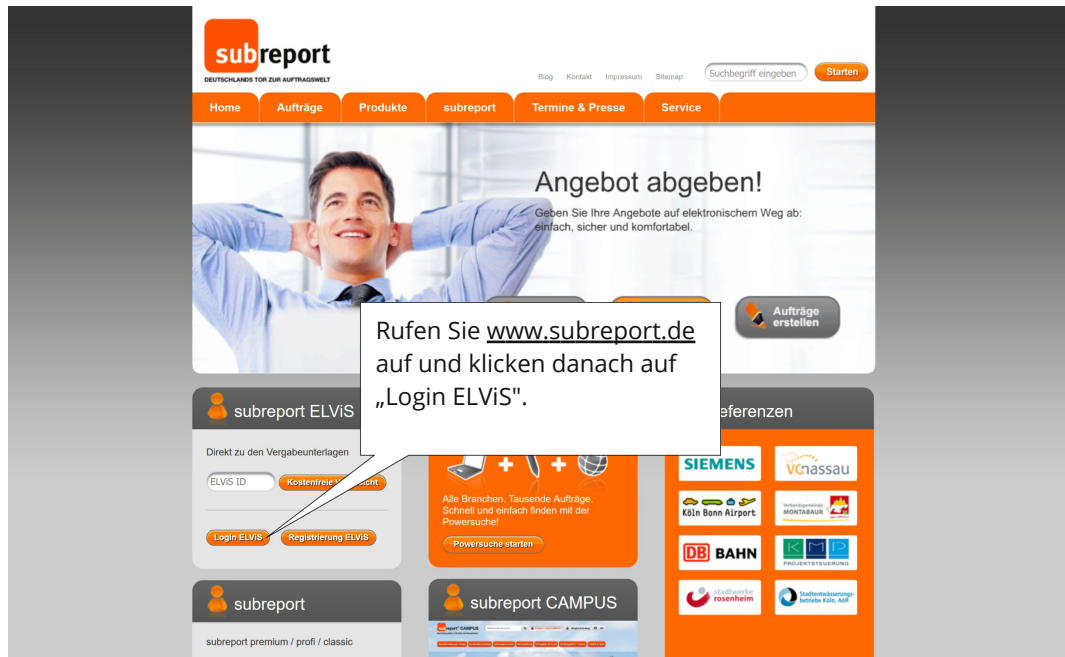 subreport
DEUTSCHLANDS TOR ZUR AUFTRAGSWELT
Blog Kontakt Impressum Sitemap
Suchbegriff eingeben Starten
Home Aufträge Produkte subreport Termine & Presse Service
Angebot abgeben!
Geben Sie Ihre Angebote auf elektronischem Weg ab:
einfach, sicher und komfortabel.
Aufträge
erstellen
Rufen Sie www.subreport.de
auf und klicken danach auf
„Login ELViS".
subreport ELViS
Direkt zu den Vergabeunterlagen
ELViS ID Kostenfreie
Login ELViS Registrierung ELViS
Alle Branchen. Tausende Aufträge.
Schnell und einfach finden mit der
Powersuche!
Powersuche starten
SIEMENS
nassau
Köln Bonn Airport
Verbandsgemeinde
MONTABAUR
DB BAHN
KMP
PROJEKTSTEUERUNG
stadtwerke
rosenheim
Stadtentwässerungs-
betriebe Köln, AöR
subreport
subreport premium / profi / classic
subreport CAMPUS